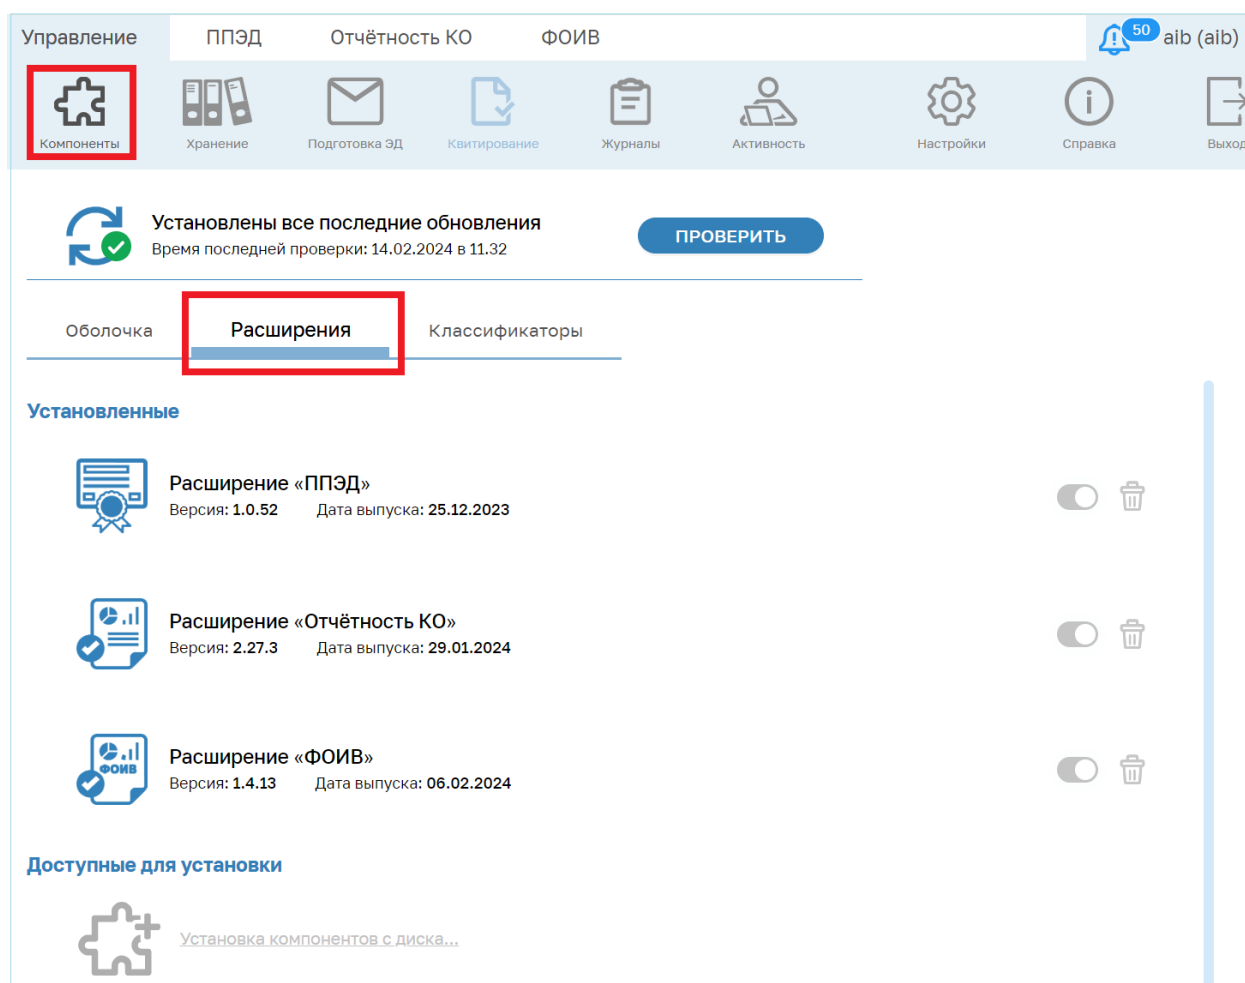 Управление ППЭД Отчётность КО ФОИВ 50 aib (aib)
Компоненты Хранение Подготовка ЭД Квитирование Журналы Активность Настройки Справка Выход
Установлены все последние обновления
Время последней проверки: 14.02.2024 в 11.32
ПРОВЕРИТЬ
Оболочка Расширения Классификаторы
Установленные
Расширение «ППЭД»
Версия: 1.0.52 Дата выпуска: 25.12.2023
Расширение «Отчётность КО»
Версия: 2.27.3 Дата выпуска: 29.01.2024
ФОИВ
Расширение «ФОИВ»
Версия: 1.4.13 Дата выпуска: 06.02.2024
Доступные для установки
Установка компонентов с диска...